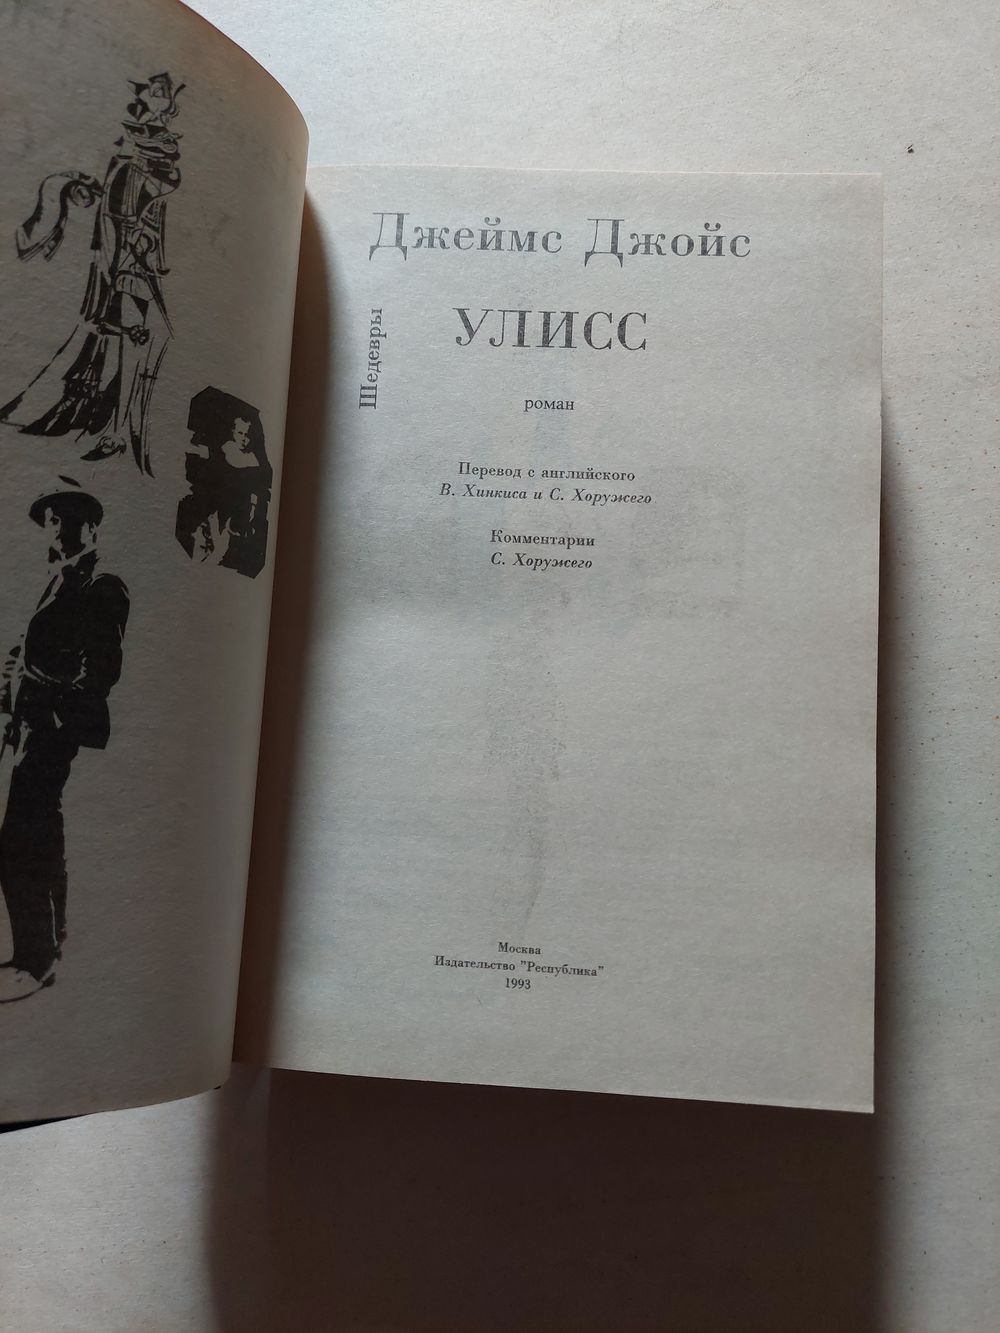 Джеймс Джойс
УЛИСС
Шедевры
роман
Перевод с английского
В. Хинкиса и С. Хоружего
Комментарии
С. Хоружего
Москва
Издательство "Республика"
1993